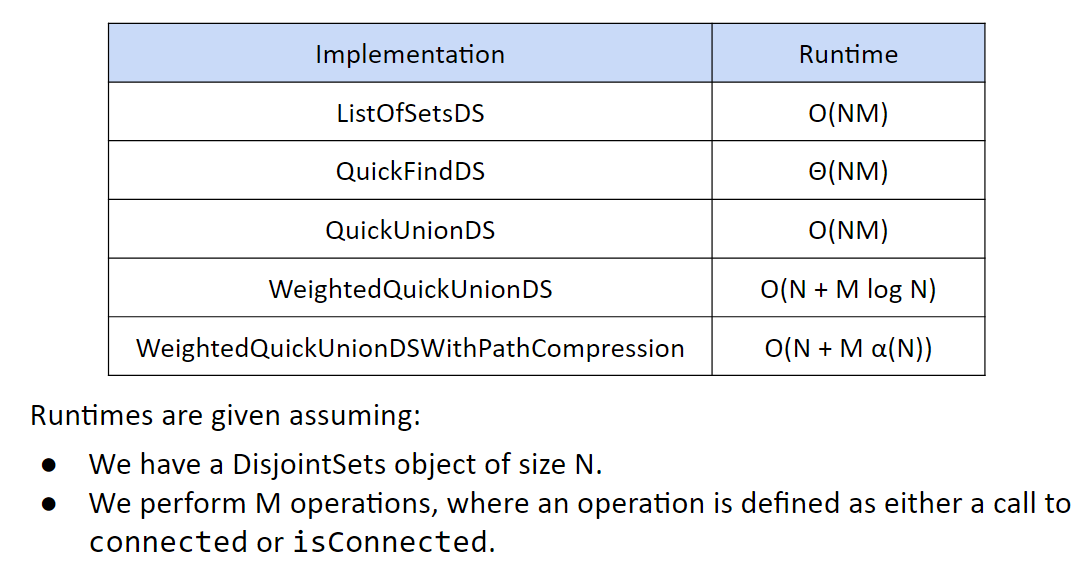 Implementation Runtime
ListOfSetsDS O(NM)
QuickFindDS Θ(NM)
QuickUnionDS O(NM)
WeightedQuickUnionDS O(N + M log N)
WeightedQuickUnionDSWithPathCompression O(N + M α(N))
Runtimes are given assuming:
● We have a DisjointSets object of size N.
● We perform M operations, where an operation is defined as either a call to
connected or isConnected.